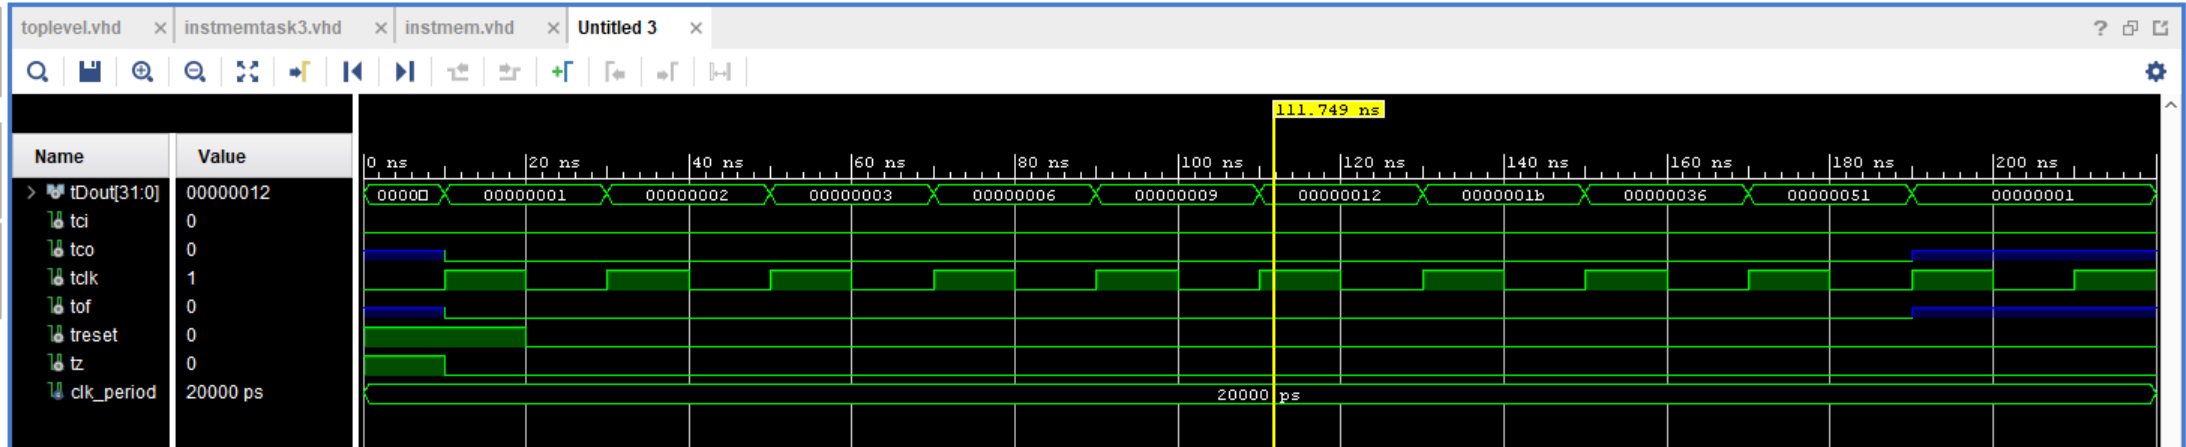 toplevel.vhd × instmemtask3.vhd × instmem.vhd × Untitled 3 ×
?
111.749 ns
Name Value
0 ns 20 ns 40 ns 60 ns 80 ns 100 ns 120 ns 140 ns 160 ns 180 ns 200 ns
tDout[31:0] 00000012 0000 00000001 00000002 00000003 00000006 00000009 00000012 0000001b 00000036 00000051 00000001
tci 0
tco 0
tclk 1
tof 0
treset 0
tz 0
clk_period 20000 ps 20000 ps